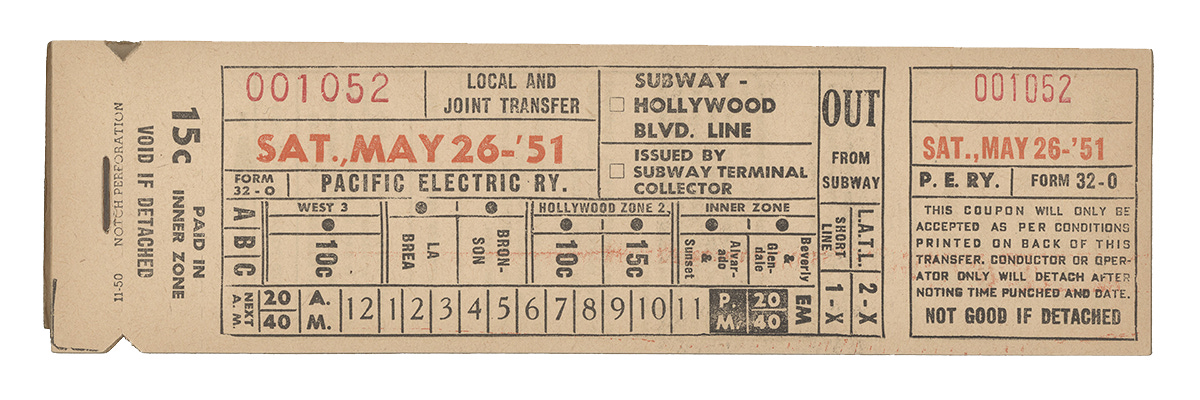 11-50 NOTCH PERFORATION
VOID IF DETACHED
15c
PAID IN
INNER ZONE
001052
LOCAL AND
JOINT TRANSFER
SAT., MAY 26-'51
FORM
32-O
PACIFIC ELECTRIC RY.
SUBWAY -
HOLLYWOOD
BLVD. LINE
ISSUED BY
SUBWAY TERMINAL
COLLECTOR
OUT
FROM
SUBWAY
A
B
C
WEST 3
10c
LA
BREA
BRON-
SON
HOLLYWOOD ZONE 2
10c
15c
INNER ZONE
Alvar-
ado
&
Sunset
Beverly
&
Glen-
dale
SHORT
LINE
L.A.T.L.
NEXT
A.M.
20
40
A.
M.
12 1 2 3 4 5 6 7 8 9 10 11
P.
M.
20
40
EM
1-X
2-X
001052
SAT., MAY 26-'51
P. E. RY.
FORM 32-O
THIS COUPON WILL ONLY BE
ACCEPTED AS PER CONDITIONS
PRINTED ON BACK OF THIS
TRANSFER. CONDUCTOR OR OPER-
ATOR ONLY WILL DETACH AFTER
NOTING TIME PUNCHED AND DATE.
NOT GOOD IF DETACHED